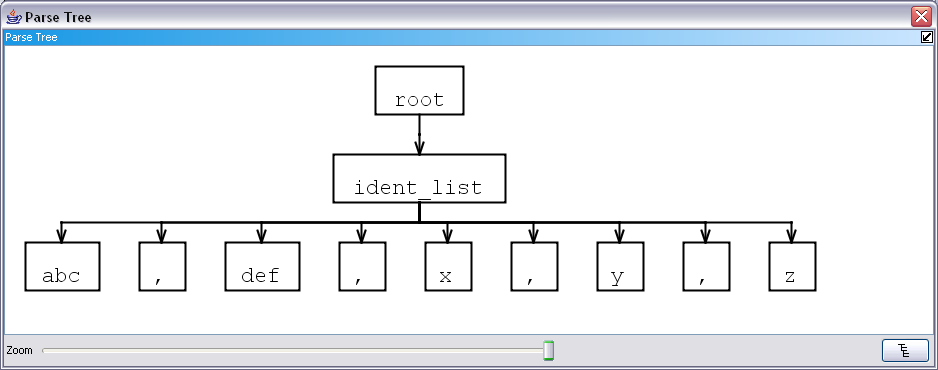 Parse Tree
Parse Tree
root
ident_list
abc , def , x , y , z
Zoom